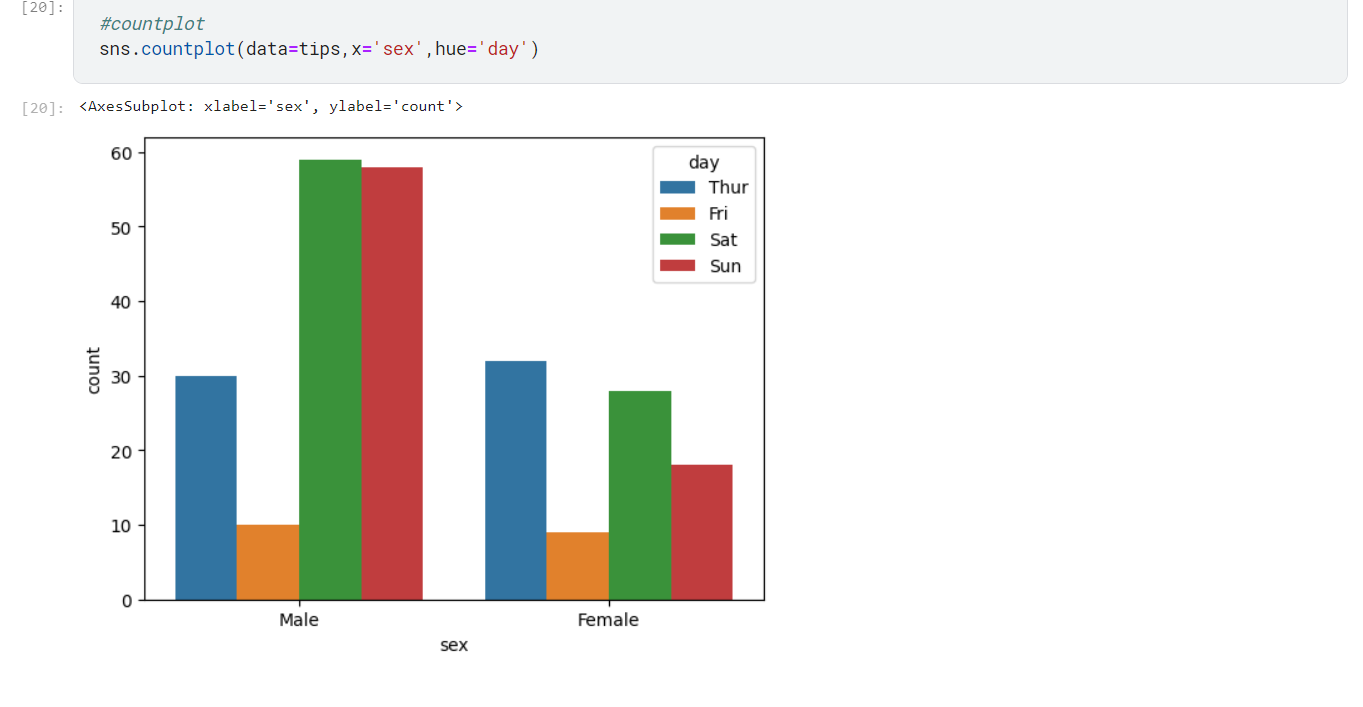 [20]:
#countplot
sns.countplot(data=tips,x='sex',hue='day')
[20]:
<AxesSubplot: xlabel='sex', ylabel='count'>
60
50
40
30
20
10
0
count
day
Thur
Fri
Sat
Sun
Male
Female
sex